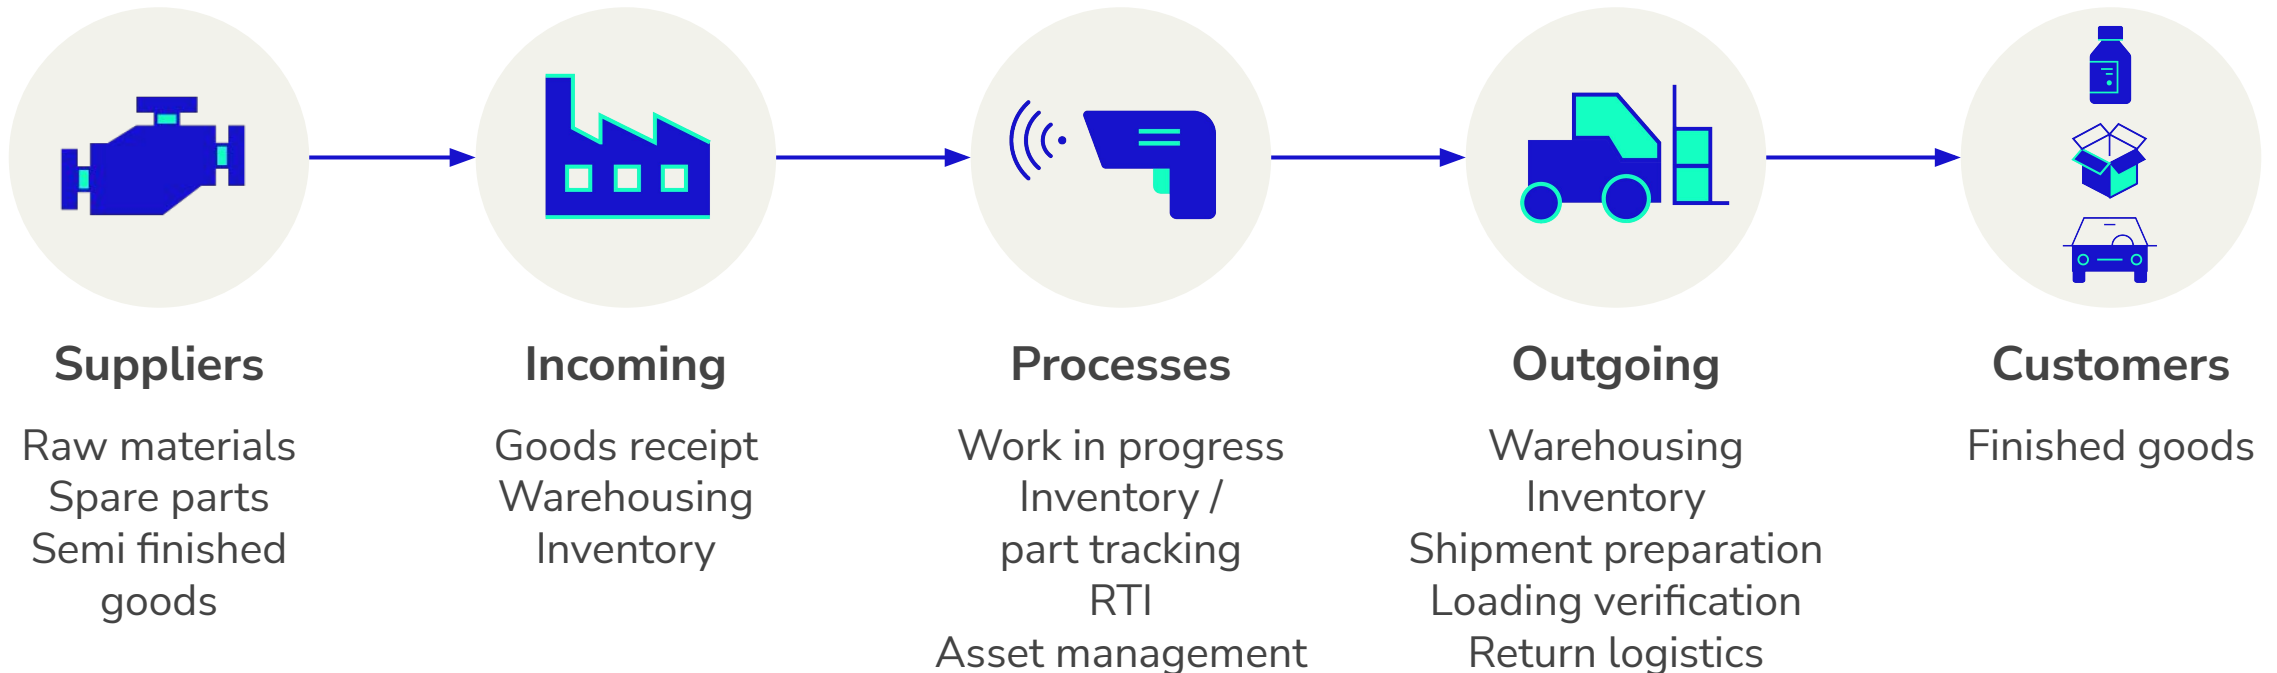 Suppliers
Raw materials
Spare parts
Semi finished
goods
Incoming
Goods receipt
Warehousing
Inventory
Processes
Work in progress
Inventory /
part tracking
RTI
Asset management
Outgoing
Warehousing
Inventory
Shipment preparation
Loading verification
Return logistics
Customers
Finished goods